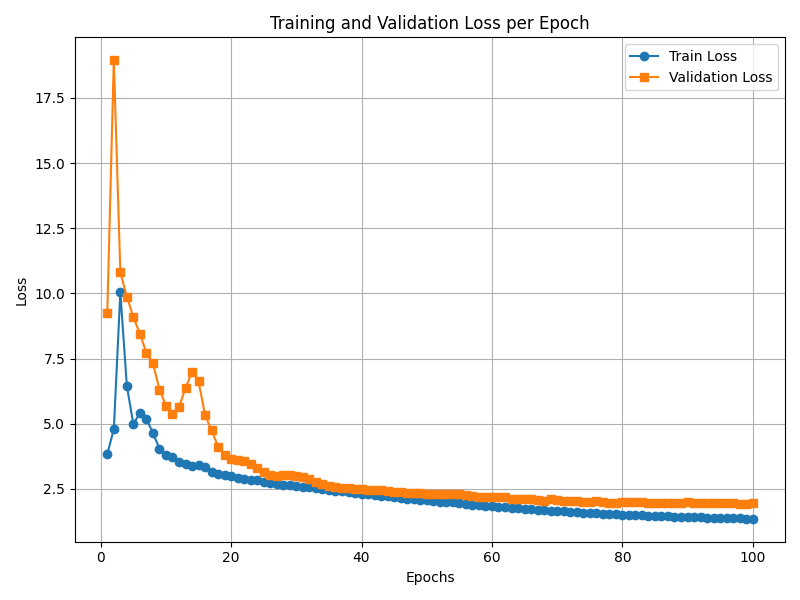 Training and Validation Loss per Epoch
Train Loss
Validation Loss
17.5
15.0
12.5
10.0
7.5
5.0
2.5
Loss
0 20 40 60 80 100
Epochs